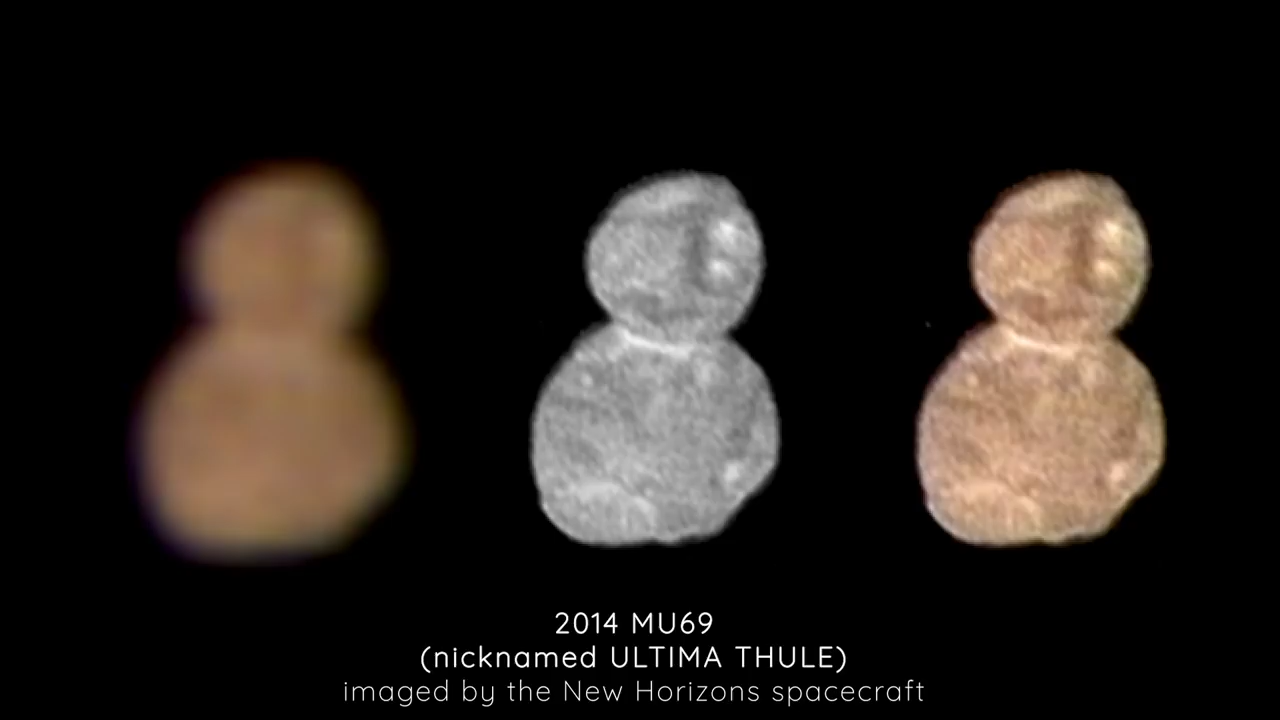 2014 MU69
(nicknamed ULTIMA THULE)
imaged by the New Horizons spacecraft